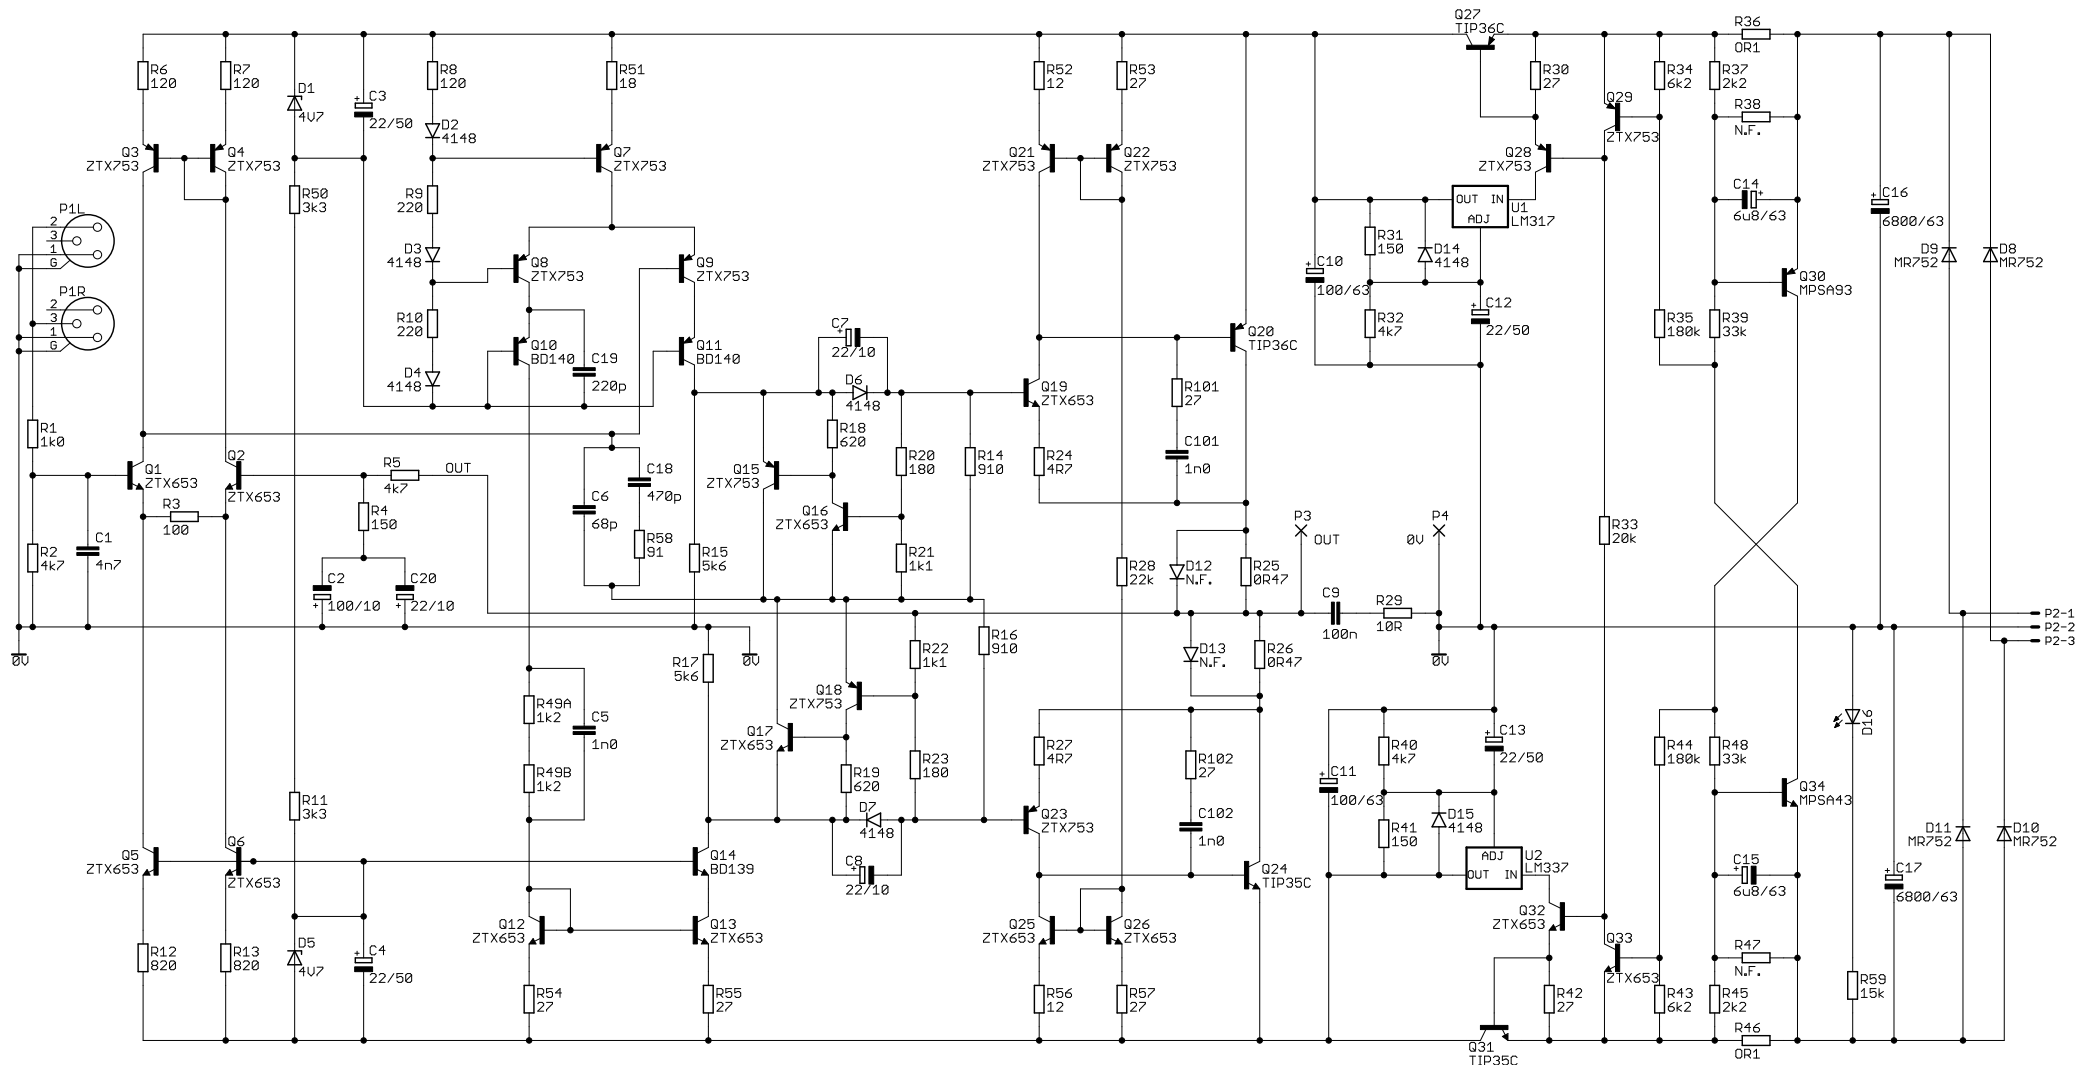 Q27
TIP36C
R36
0R1
R6
120
R7
120
D1
4V7
C3
+
22/50
R8
120
R51
18
R52
12
R53
27
R30
27
Q29
ZTX753
R34
6k2
R37
2k2
R38
N.F.
D2
4148
Q3
ZTX753
Q4
ZTX753
Q7
ZTX753
Q21
ZTX753
Q22
ZTX753
Q28
ZTX753
R50
3k3
R9
220
P1L
2
3
1
G
OUT IN
ADJ
U1
LM317
C14
+
6u8/63
C16
+
6800/63
D3
4148
Q8
ZTX753
Q9
ZTX753
R31
150
D14
4148
C10
+
100/63
D9
MR752
D8
MR752
Q30
MPSA93
P1R
2
3
1
G
R10
220
Q10
BD140
C19
220p
Q11
BD140
C7
+
22/10
Q20
TIP36C
R32
4k7
C12
+
22/50
R35
180k
R39
33k
D4
4148
D6
4148
Q19
ZTX653
R101
27
R1
1k0
R18
620
R20
180
R14
910
R24
4R7
C101
1n0
Q1
ZTX653
Q2
ZTX653
R5
4k7
OUT
Q15
ZTX753
C18
470p
C6
68p
R3
100
R4
150
Q16
ZTX653
P3
OUT
P4
0V
R33
20k
R2
4k7
C1
4n7
R58
91
R15
5k6
R21
1k1
R28
22k
D12
N.F.
R25
0R47
C2
+
100/10
C20
+
22/10
C9
100n
R29
10R
P2-1
P2-2
P2-3
0V
R17
5k6
0V
R16
910
R22
1k1
D13
N.F.
R26
0R47
0V
Q18
ZTX753
R49A
1k2
C5
1n0
Q17
ZTX653
D16
R27
4R7
R102
27
R40
4k7
C13
+
22/50
R44
180k
R48
33k
R49B
1k2
R19
620
R23
180
C11
+
100/63
Q34
MPSA43
R11
3k3
D7
4148
Q23
ZTX753
C102
1n0
R41
150
D15
4148
D11
MR752
D10
MR752
Q5
ZTX653
Q6
ZTX653
Q14
BD139
C8
+
22/10
Q24
TIP35C
ADJ
OUT IN
U2
LM337
C15
+
6u8/63
C17
+
6800/63
Q12
ZTX653
Q13
ZTX653
Q25
ZTX653
Q26
ZTX653
Q32
ZTX653
Q33
ZTX653
R12
820
R13
820
D5
4V7
C4
+
22/50
R47
N.F.
R54
27
R55
27
R56
12
R57
27
R42
27
R43
6k2
R45
2k2
R59
15k
Q31
TIP35C
R46
0R1